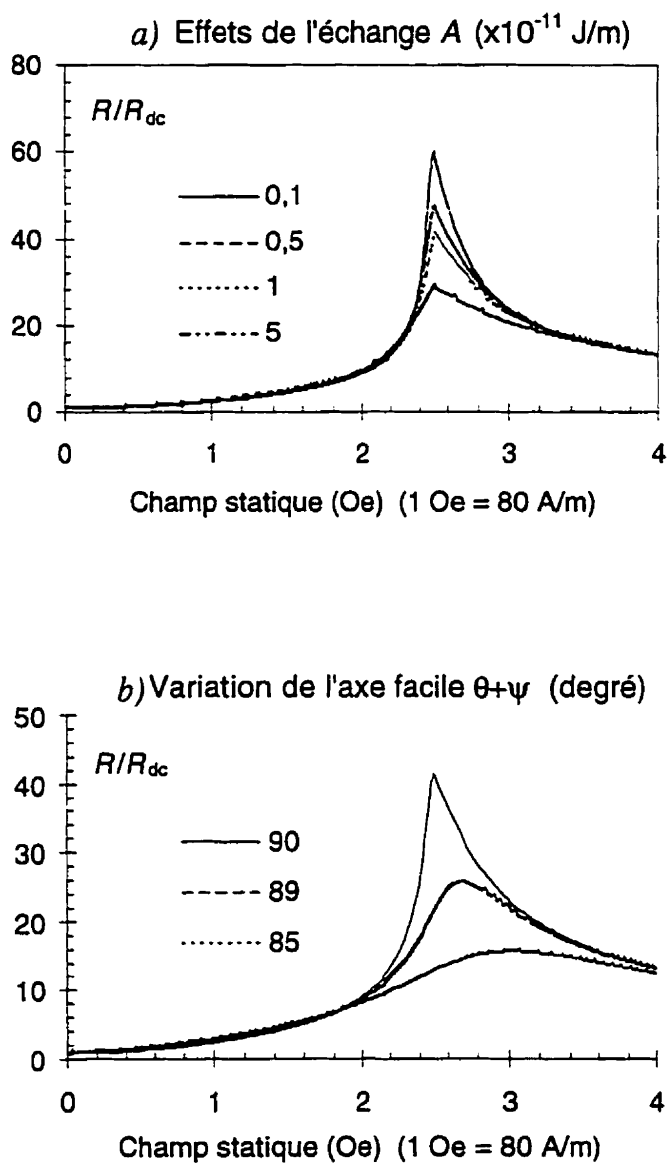 a) Effets de l'échange A (x10⁻¹¹ J/m)
80
R/Rdc
60
0,1
0,5
40
1
20
5
0
0 1 2 3 4
Champ statique (Oe) (1 Oe = 80 A/m)
b) Variation de l'axe facile θ+ψ (degré)
50
R/Rdc
40
90
30
89
20
85
10
0
0 1 2 3 4
Champ statique (Oe) (1 Oe = 80 A/m)